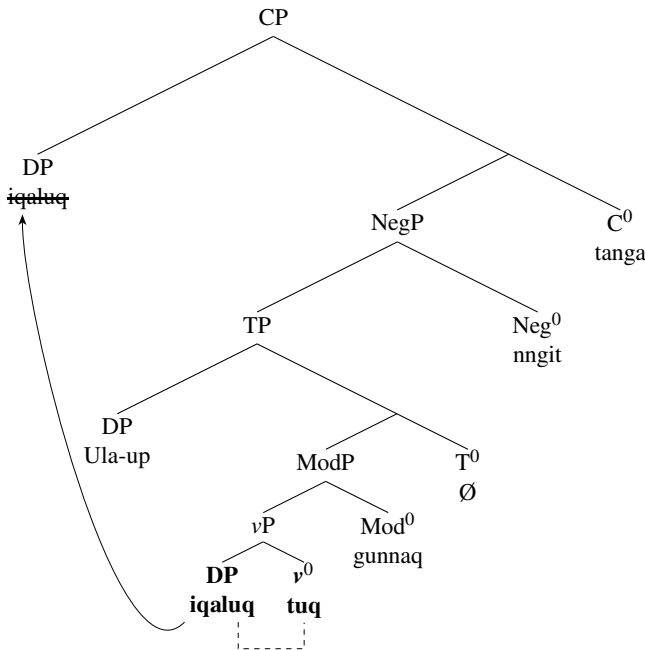 CP
DP
iqaluq
NegP
C⁰
tanga
TP
Neg⁰
nngit
DP
Ula-up
ModP
T⁰
Ø
vP
Mod⁰
gunnaq
DP
iqaluq
v⁰
tuq